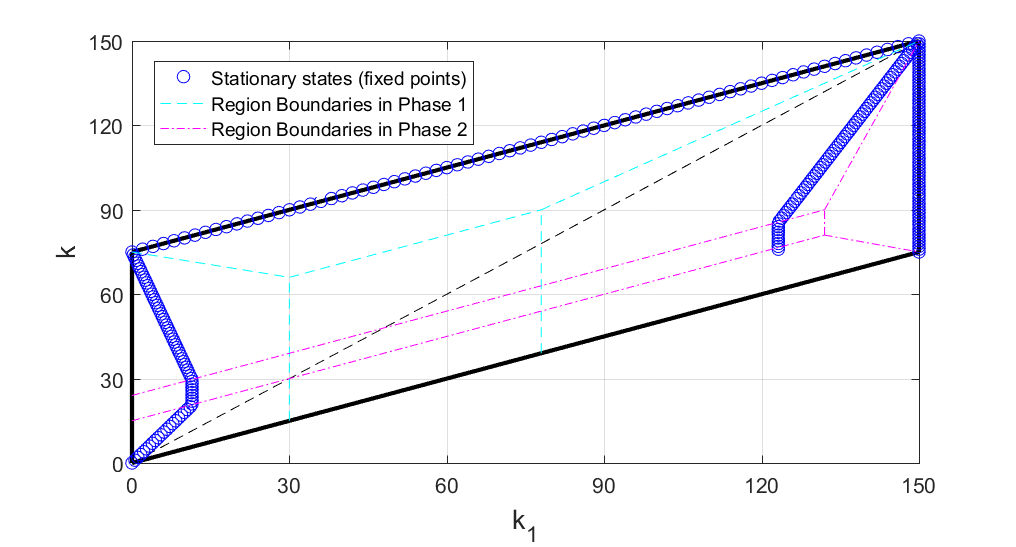 150
120
90
60
30
0
k
Stationary states (fixed points)
Region Boundaries in Phase 1
Region Boundaries in Phase 2
0 30 60 90 120 150
k₁